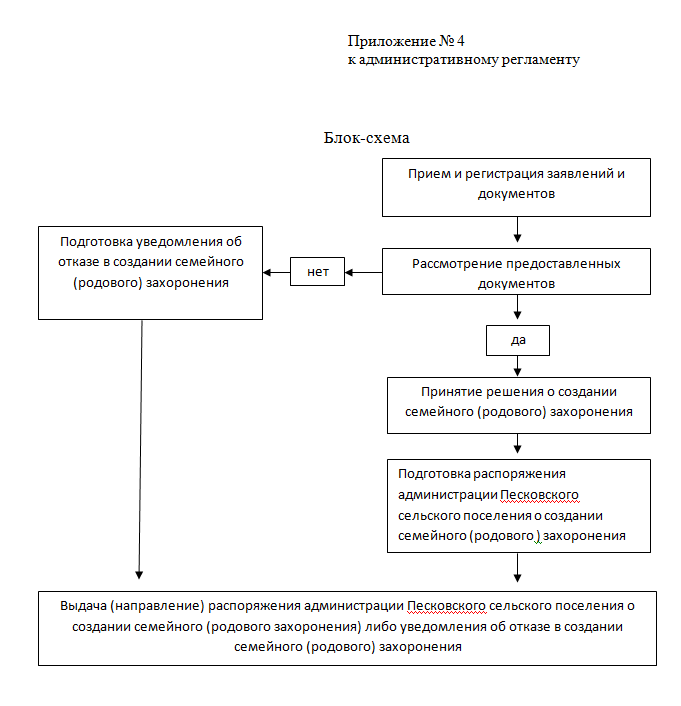 Приложение № 4
к административному регламенту
Блок-схема
Прием и регистрация заявлений и
документов
Подготовка уведомления об
отказе в создании семейного
(родового) захоронения
нет
Рассмотрение предоставленных
документов
да
Принятие решения о создании
семейного (родового) захоронения
Подготовка распоряжения
администрации Песковского
сельского поселения о создании
семейного (родового ) захоронения
Выдача (направление) распоряжения администрации Песковского сельского поселения о
создании семейного (родового захоронения) либо уведомления об отказе в создании
семейного (родового) захоронения